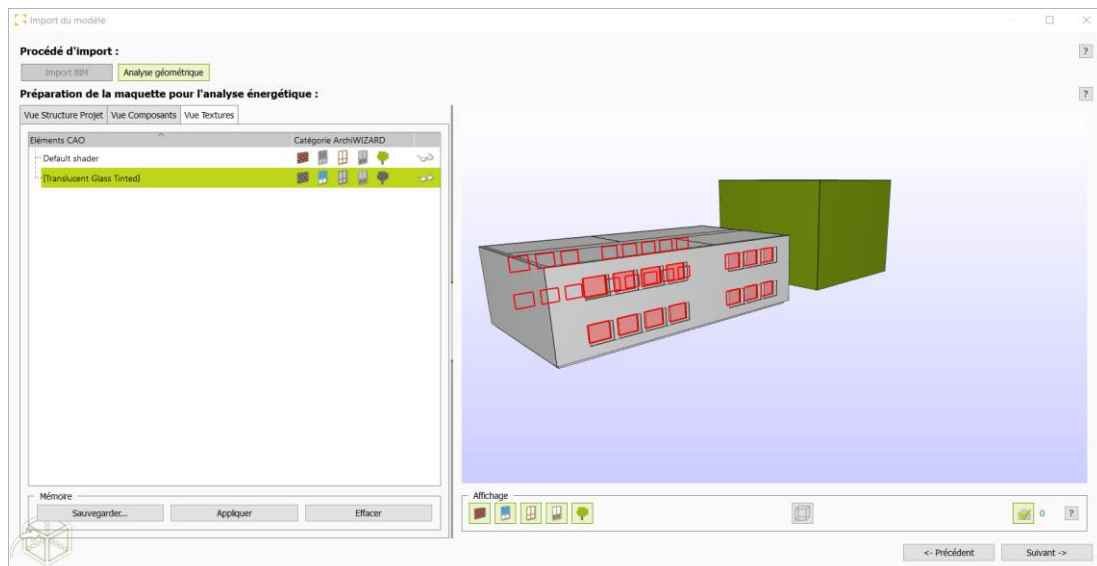 Import du modèle
Procédé d'import :
?
Import BIM Analyse géométrique
Préparation de la maquette pour l'analyse énergétique :
?
Vue Structure Projet Vue Composants Vue Textures
Eléments CAO Catégorie ArchiWIZARD
Default shader
[Translucent Glass Tinted]
Mémoire
Sauvegarder... Appliquer Effacer
Affichage
0 ?
<- Précédent Suivant ->